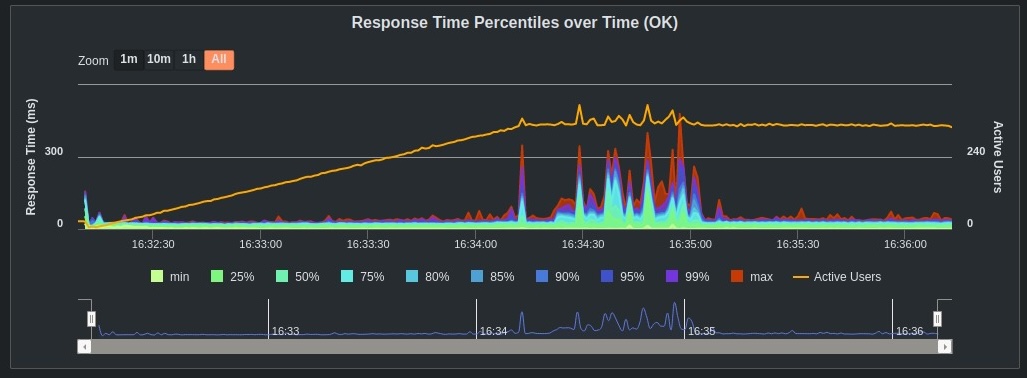 Response Time Percentiles over Time (OK)
Zoom 1m 10m 1h All
Response Time (ms)
300
0
240
0
Active Users
16:32:30 16:33:00 16:33:30 16:34:00 16:34:30 16:35:00 16:35:30 16:36:00
min 25% 50% 75% 80% 85% 90% 95% 99% max Active Users
16:33 16:34 16:35 16:36